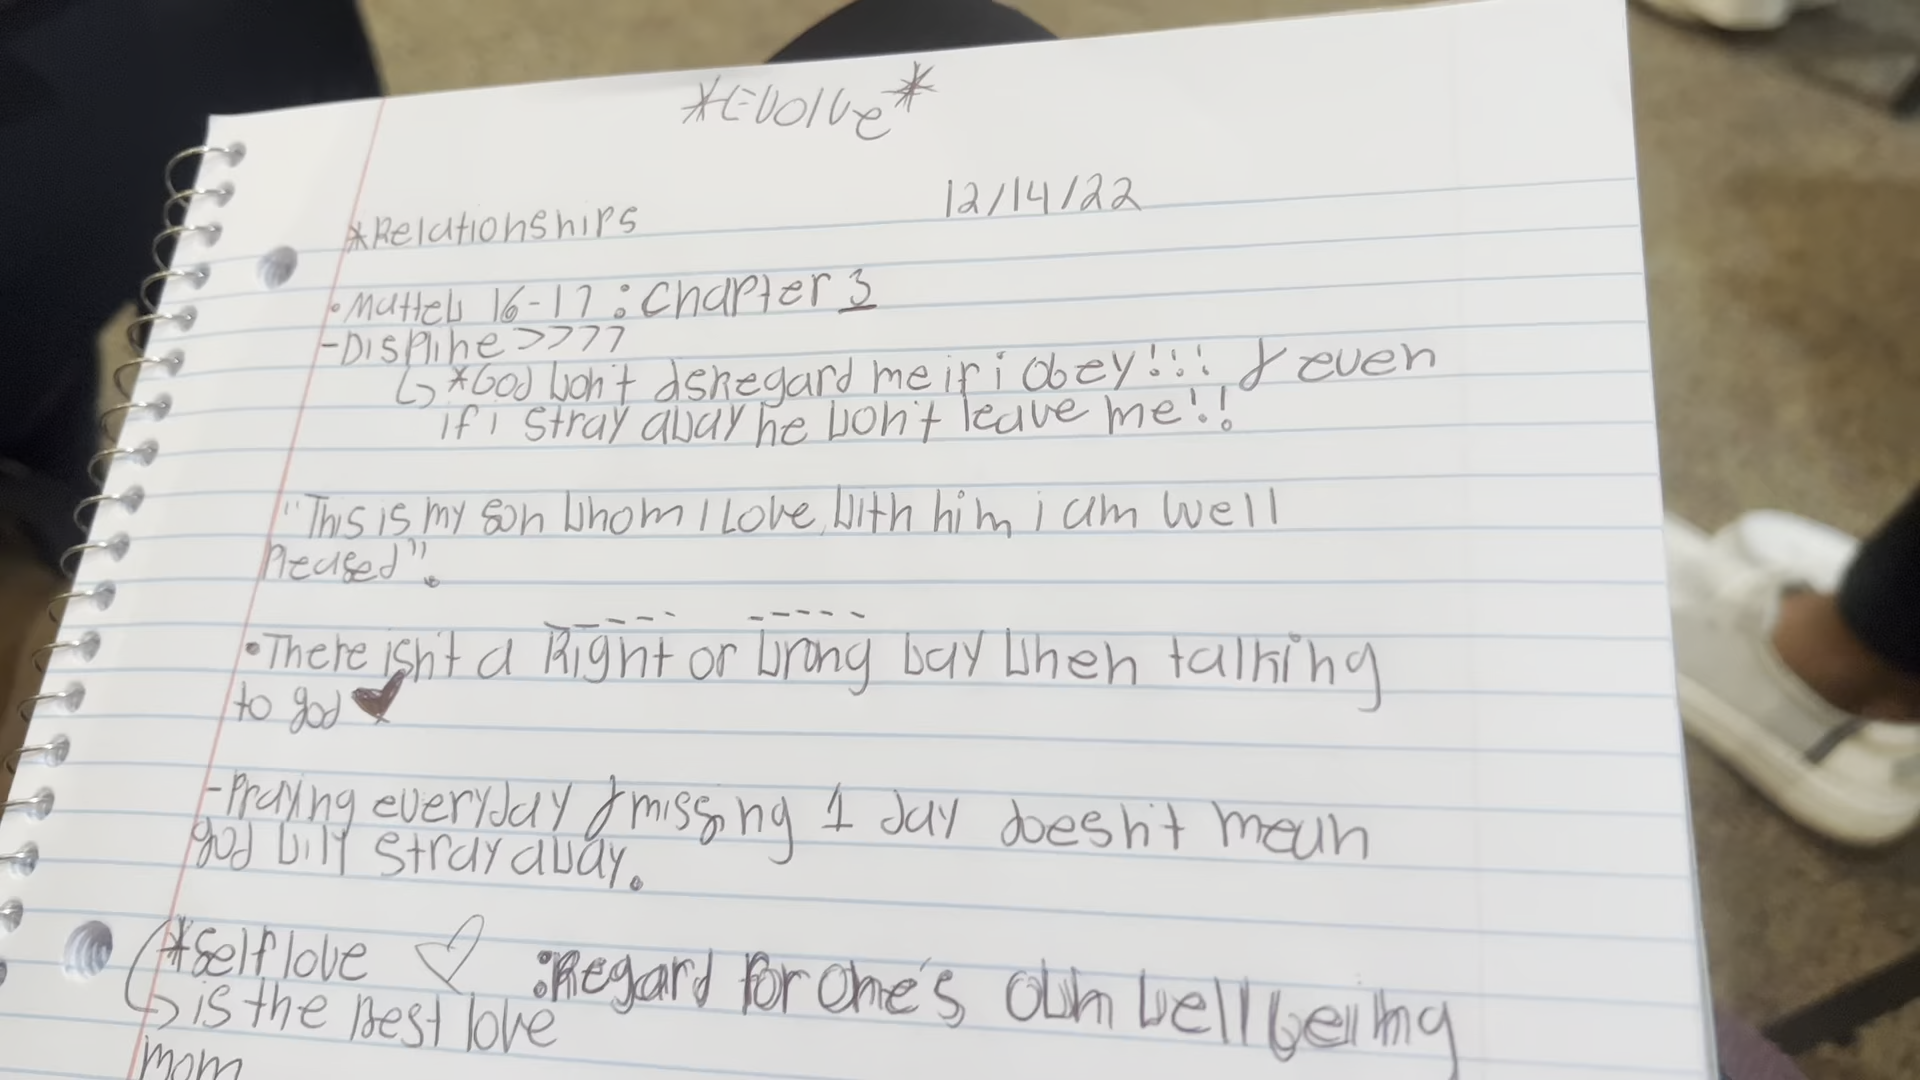 *Evolve*
12/14/22
*Relationships
•Matteu 16-17 : Chapter 3
-Displine >>>??
↳ *God won't disregard me if i obey!!! & even
if i stray away he won't leave me!!
"This is my son whom I love, with him i am well
pleased".
•There isn't a Right or wrong way when talking
to god ♥
-Praying everyday & missing 1 day doesn't mean
god will stray away.
*Self love ♡ :Regard for One's own well being
↳ is the best love
mom